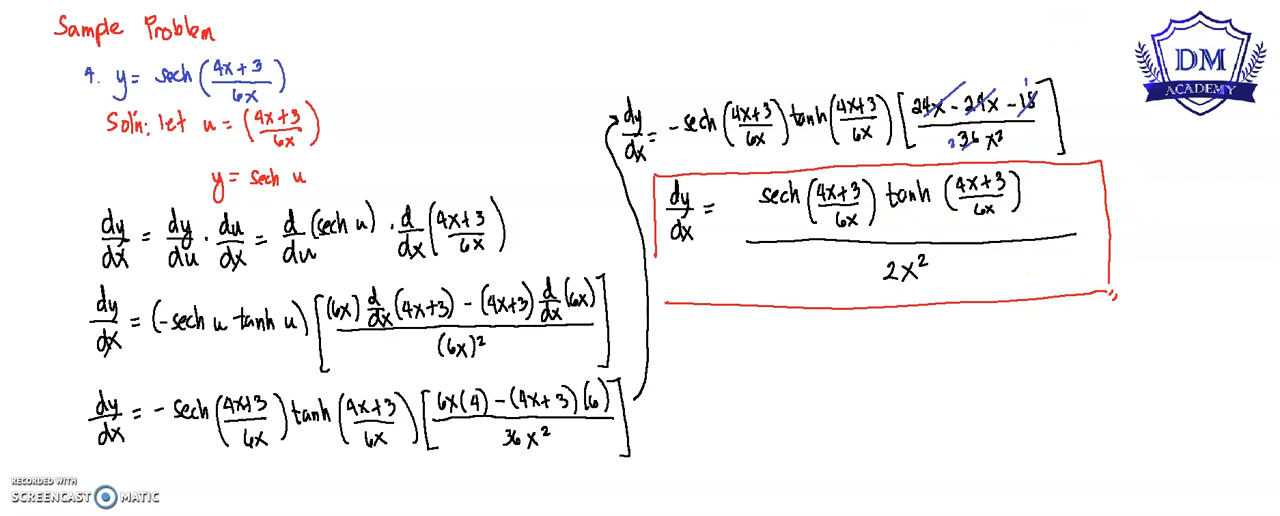 Sample Problem
4. y = sech (4x+3 / 6x)
Sol'n: let u = (4x+3 / 6x)
y = sech u
dy/dx = dy/du · du/dx = d/du (sech u) · d/dx (4x+3 / 6x)
dy/dx = (-sech u tanh u) [(6x) d/dx (4x+3) - (4x+3) d/dx (6x) / (6x)²]
dy/dx = - sech (4x+3 / 6x) tanh (4x+3 / 6x) [6x(4) - (4x+3)(6) / 36x²]
dy/dx = - sech (4x+3 / 6x) tanh (4x+3 / 6x) [24x - 24x - 18 / 36x²]
1
2
dy/dx = sech (4x+3 / 6x) tanh (4x+3 / 6x) / 2x²
DM
ACADEMY
RECORDED WITH
SCREENCAST MATIC